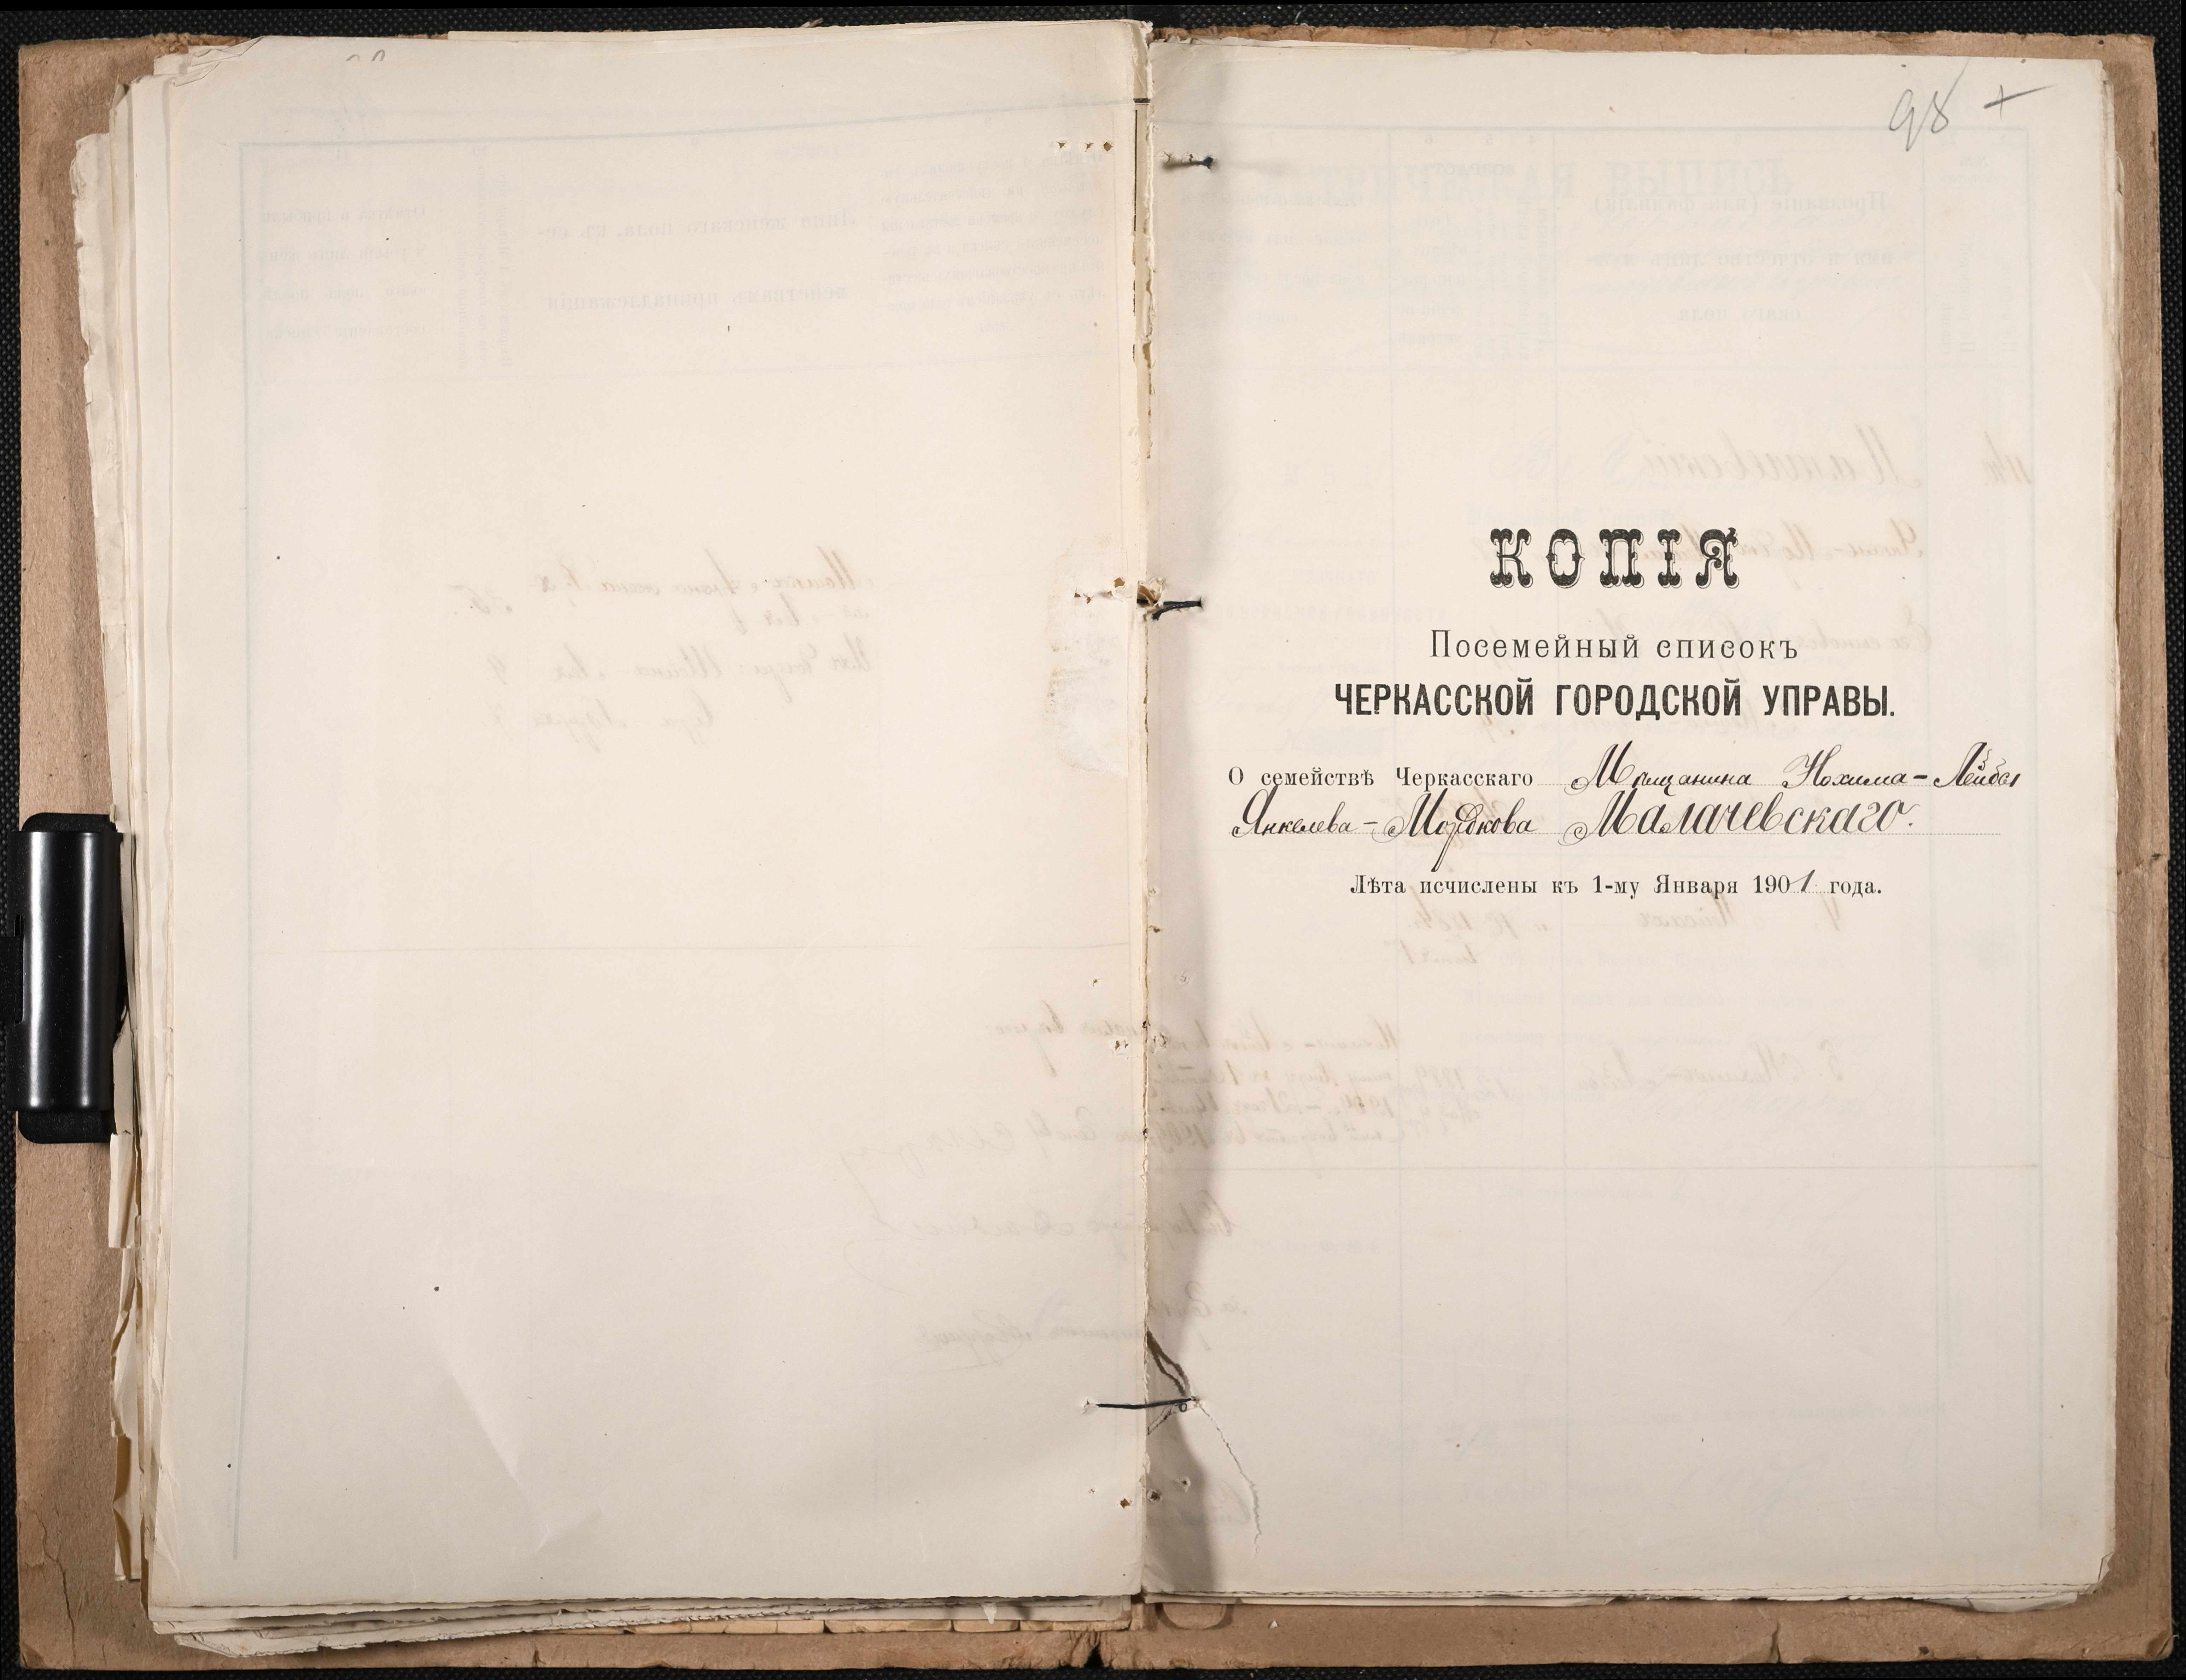 98 +
КОПІЯ
Посемейный списокъ
ЧЕРКАССКОЙ ГОРОДСКОЙ УПРАВЫ.
О семействѣ Черкасскаго Мѣщанина Нохима-Лейбы
Янкелева-Мордкова Малачевскаго.
Лѣта исчислены къ 1-му Января 1901 года.